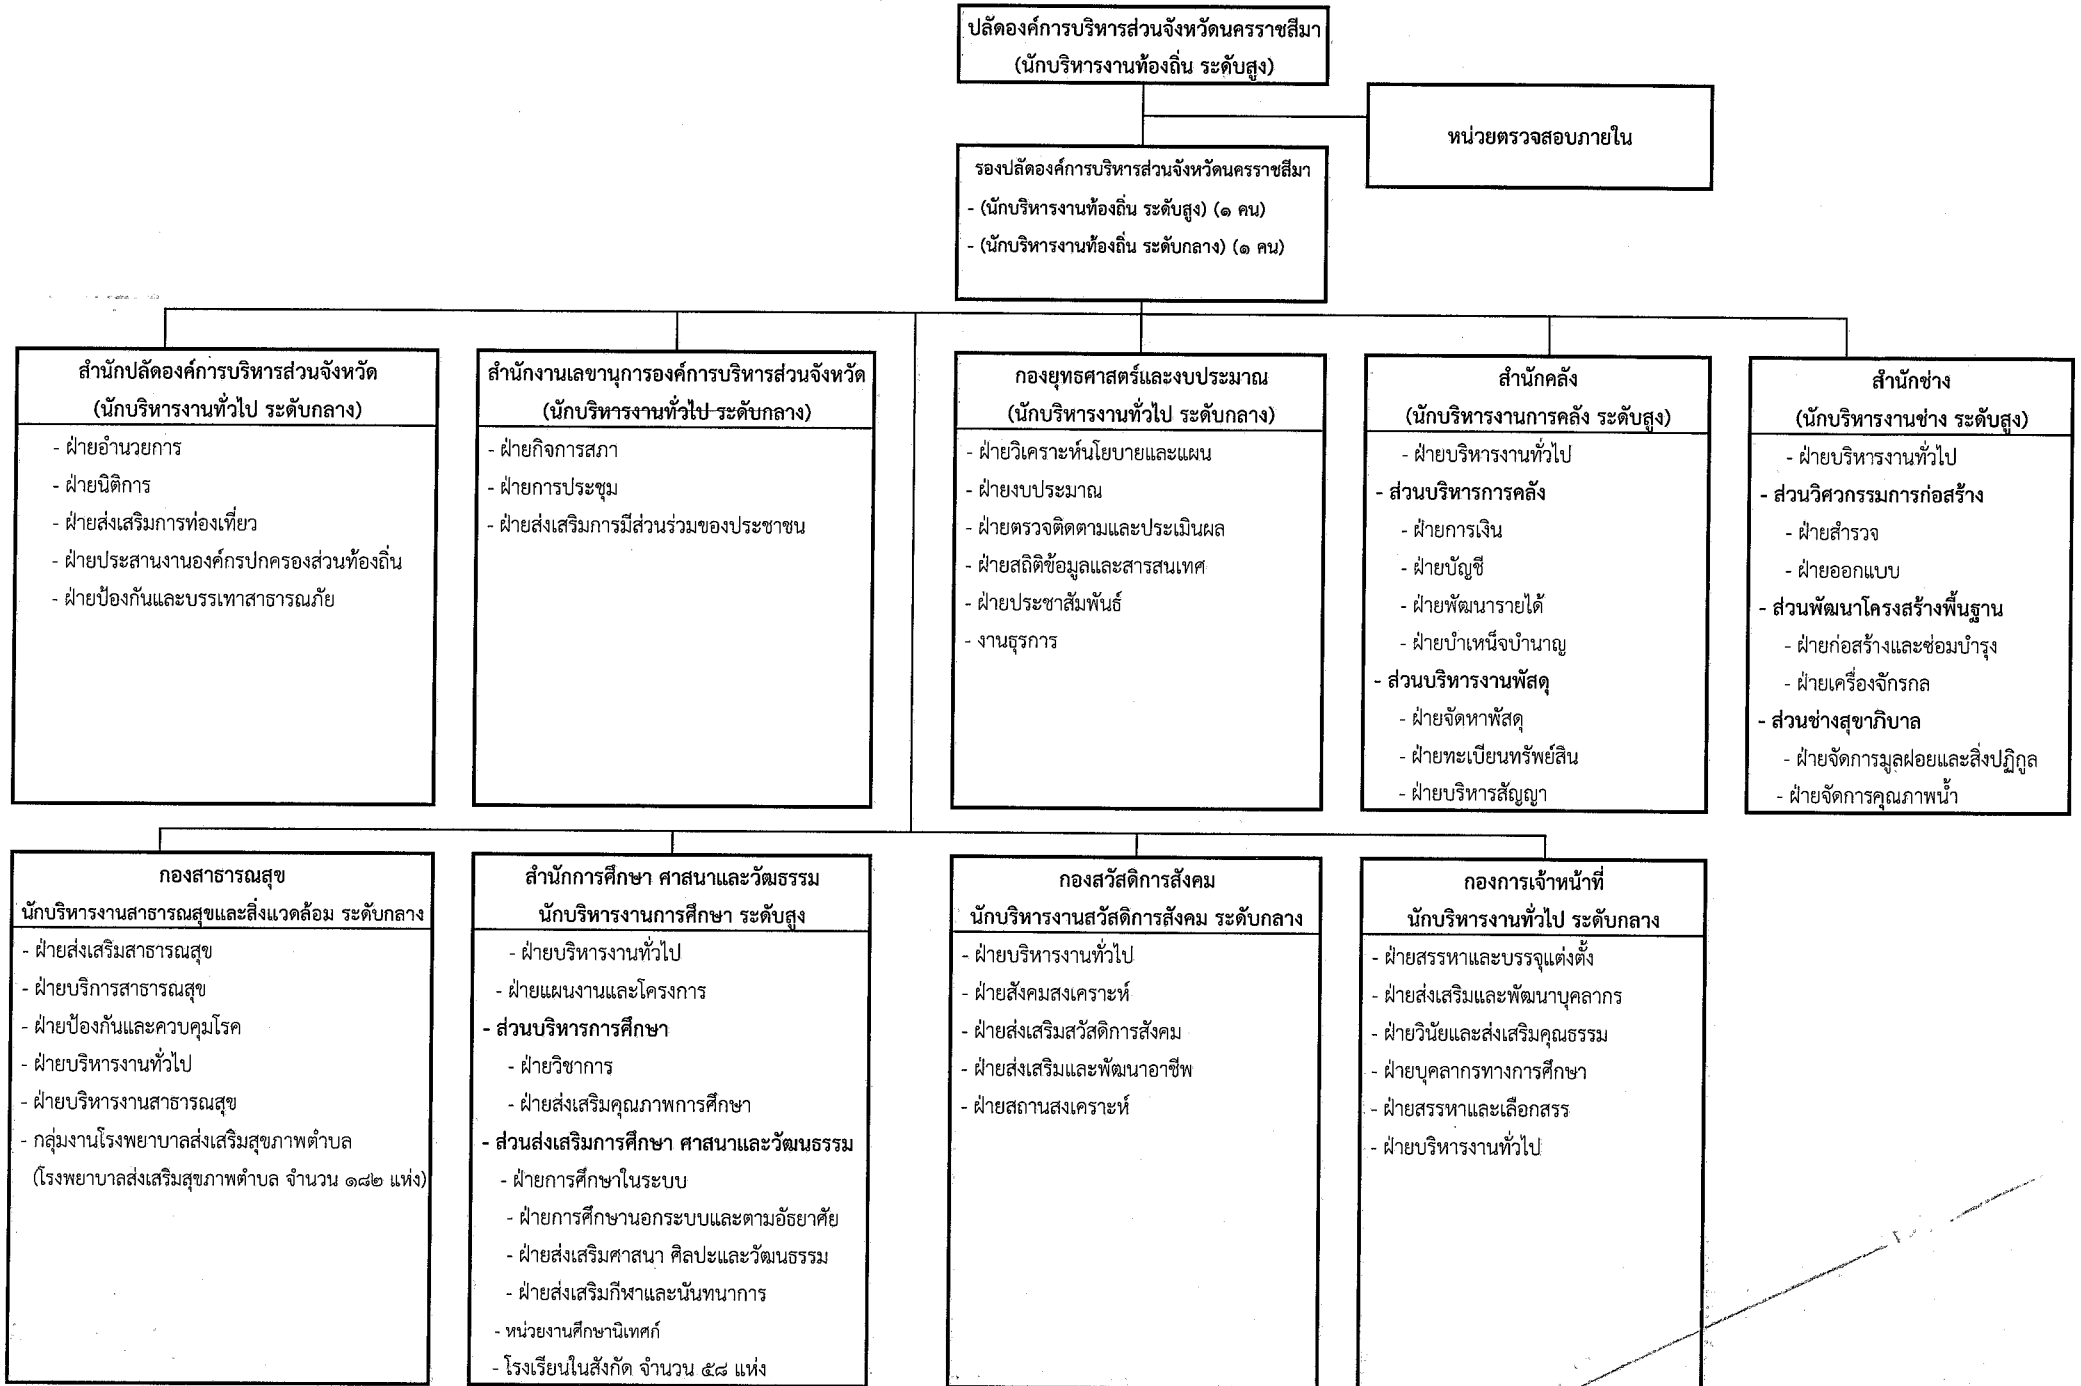 ปลัดองค์การบริหารส่วนจังหวัดนครราชสีมา
(นักบริหารงานท้องถิ่น ระดับสูง)
หน่วยตรวจสอบภายใน
รองปลัดองค์การบริหารส่วนจังหวัดนครราชสีมา
- (นักบริหารงานท้องถิ่น ระดับสูง) (๑ คน)
- (นักบริหารงานท้องถิ่น ระดับกลาง) (๑ คน)
สำนักปลัดองค์การบริหารส่วนจังหวัด
(นักบริหารงานทั่วไป ระดับกลาง)
- ฝ่ายอำนวยการ
- ฝ่ายนิติการ
- ฝ่ายส่งเสริมการท่องเที่ยว
- ฝ่ายประสานงานองค์กรปกครองส่วนท้องถิ่น
- ฝ่ายป้องกันและบรรเทาสาธารณภัย
สำนักงานเลขานุการองค์การบริหารส่วนจังหวัด
(นักบริหารงานทั่วไป ระดับกลาง)
- ฝ่ายกิจการสภา
- ฝ่ายการประชุม
- ฝ่ายส่งเสริมการมีส่วนร่วมของประชาชน
กองยุทธศาสตร์และงบประมาณ
(นักบริหารงานทั่วไป ระดับกลาง)
- ฝ่ายวิเคราะห์นโยบายและแผน
- ฝ่ายงบประมาณ
- ฝ่ายตรวจติดตามและประเมินผล
- ฝ่ายสถิติข้อมูลและสารสนเทศ
- ฝ่ายประชาสัมพันธ์
- งานธุรการ
สำนักคลัง
(นักบริหารงานการคลัง ระดับสูง)
- ฝ่ายบริหารงานทั่วไป
- ส่วนบริหารการคลัง
- ฝ่ายการเงิน
- ฝ่ายบัญชี
- ฝ่ายพัฒนารายได้
- ฝ่ายบำเหน็จบำนาญ
- ส่วนบริหารงานพัสดุ
- ฝ่ายจัดหาพัสดุ
- ฝ่ายทะเบียนทรัพย์สิน
- ฝ่ายบริหารสัญญา
สำนักช่าง
(นักบริหารงานช่าง ระดับสูง)
- ฝ่ายบริหารงานทั่วไป
- ส่วนวิศวกรรมการก่อสร้าง
- ฝ่ายสำรวจ
- ฝ่ายออกแบบ
- ส่วนพัฒนาโครงสร้างพื้นฐาน
- ฝ่ายก่อสร้างและซ่อมบำรุง
- ฝ่ายเครื่องจักรกล
- ส่วนช่างสุขาภิบาล
- ฝ่ายจัดการมูลฝอยและสิ่งปฏิกูล
- ฝ่ายจัดการคุณภาพน้ำ
กองสาธารณสุข
นักบริหารงานสาธารณสุขและสิ่งแวดล้อม ระดับกลาง
- ฝ่ายส่งเสริมสาธารณสุข
- ฝ่ายบริการสาธารณสุข
- ฝ่ายป้องกันและควบคุมโรค
- ฝ่ายบริหารงานทั่วไป
- ฝ่ายบริหารงานสาธารณสุข
- กลุ่มงานโรงพยาบาลส่งเสริมสุขภาพตำบล
(โรงพยาบาลส่งเสริมสุขภาพตำบล จำนวน ๑๘๒ แห่ง)
สำนักการศึกษา ศาสนาและวัฒธรรม
นักบริหารงานการศึกษา ระดับสูง
- ฝ่ายบริหารงานทั่วไป
- ฝ่ายแผนงานและโครงการ
- ส่วนบริหารการศึกษา
- ฝ่ายวิชาการ
- ฝ่ายส่งเสริมคุณภาพการศึกษา
- ส่วนส่งเสริมการศึกษา ศาสนาและวัฒนธรรม
- ฝ่ายการศึกษาในระบบ
- ฝ่ายการศึกษานอกระบบและตามอัธยาศัย
- ฝ่ายส่งเสริมศาสนา ศิลปะและวัฒนธรรม
- ฝ่ายส่งเสริมกีฬาและนันทนาการ
- หน่วยงานศึกษานิเทศก์
- โรงเรียนในสังกัด จำนวน ๕๘ แห่ง
กองสวัสดิการสังคม
นักบริหารงานสวัสดิการสังคม ระดับกลาง
- ฝ่ายบริหารงานทั่วไป
- ฝ่ายสังคมสงเคราะห์
- ฝ่ายส่งเสริมสวัสดิการสังคม
- ฝ่ายส่งเสริมและพัฒนาอาชีพ
- ฝ่ายสถานสงเคราะห์
กองการเจ้าหน้าที่
นักบริหารงานทั่วไป ระดับกลาง
- ฝ่ายสรรหาและบรรจุแต่งตั้ง
- ฝ่ายส่งเสริมและพัฒนาบุคลากร
- ฝ่ายวินัยและส่งเสริมคุณธรรม
- ฝ่ายบุคลากรทางการศึกษา
- ฝ่ายสรรหาและเลือกสรร
- ฝ่ายบริหารงานทั่วไป